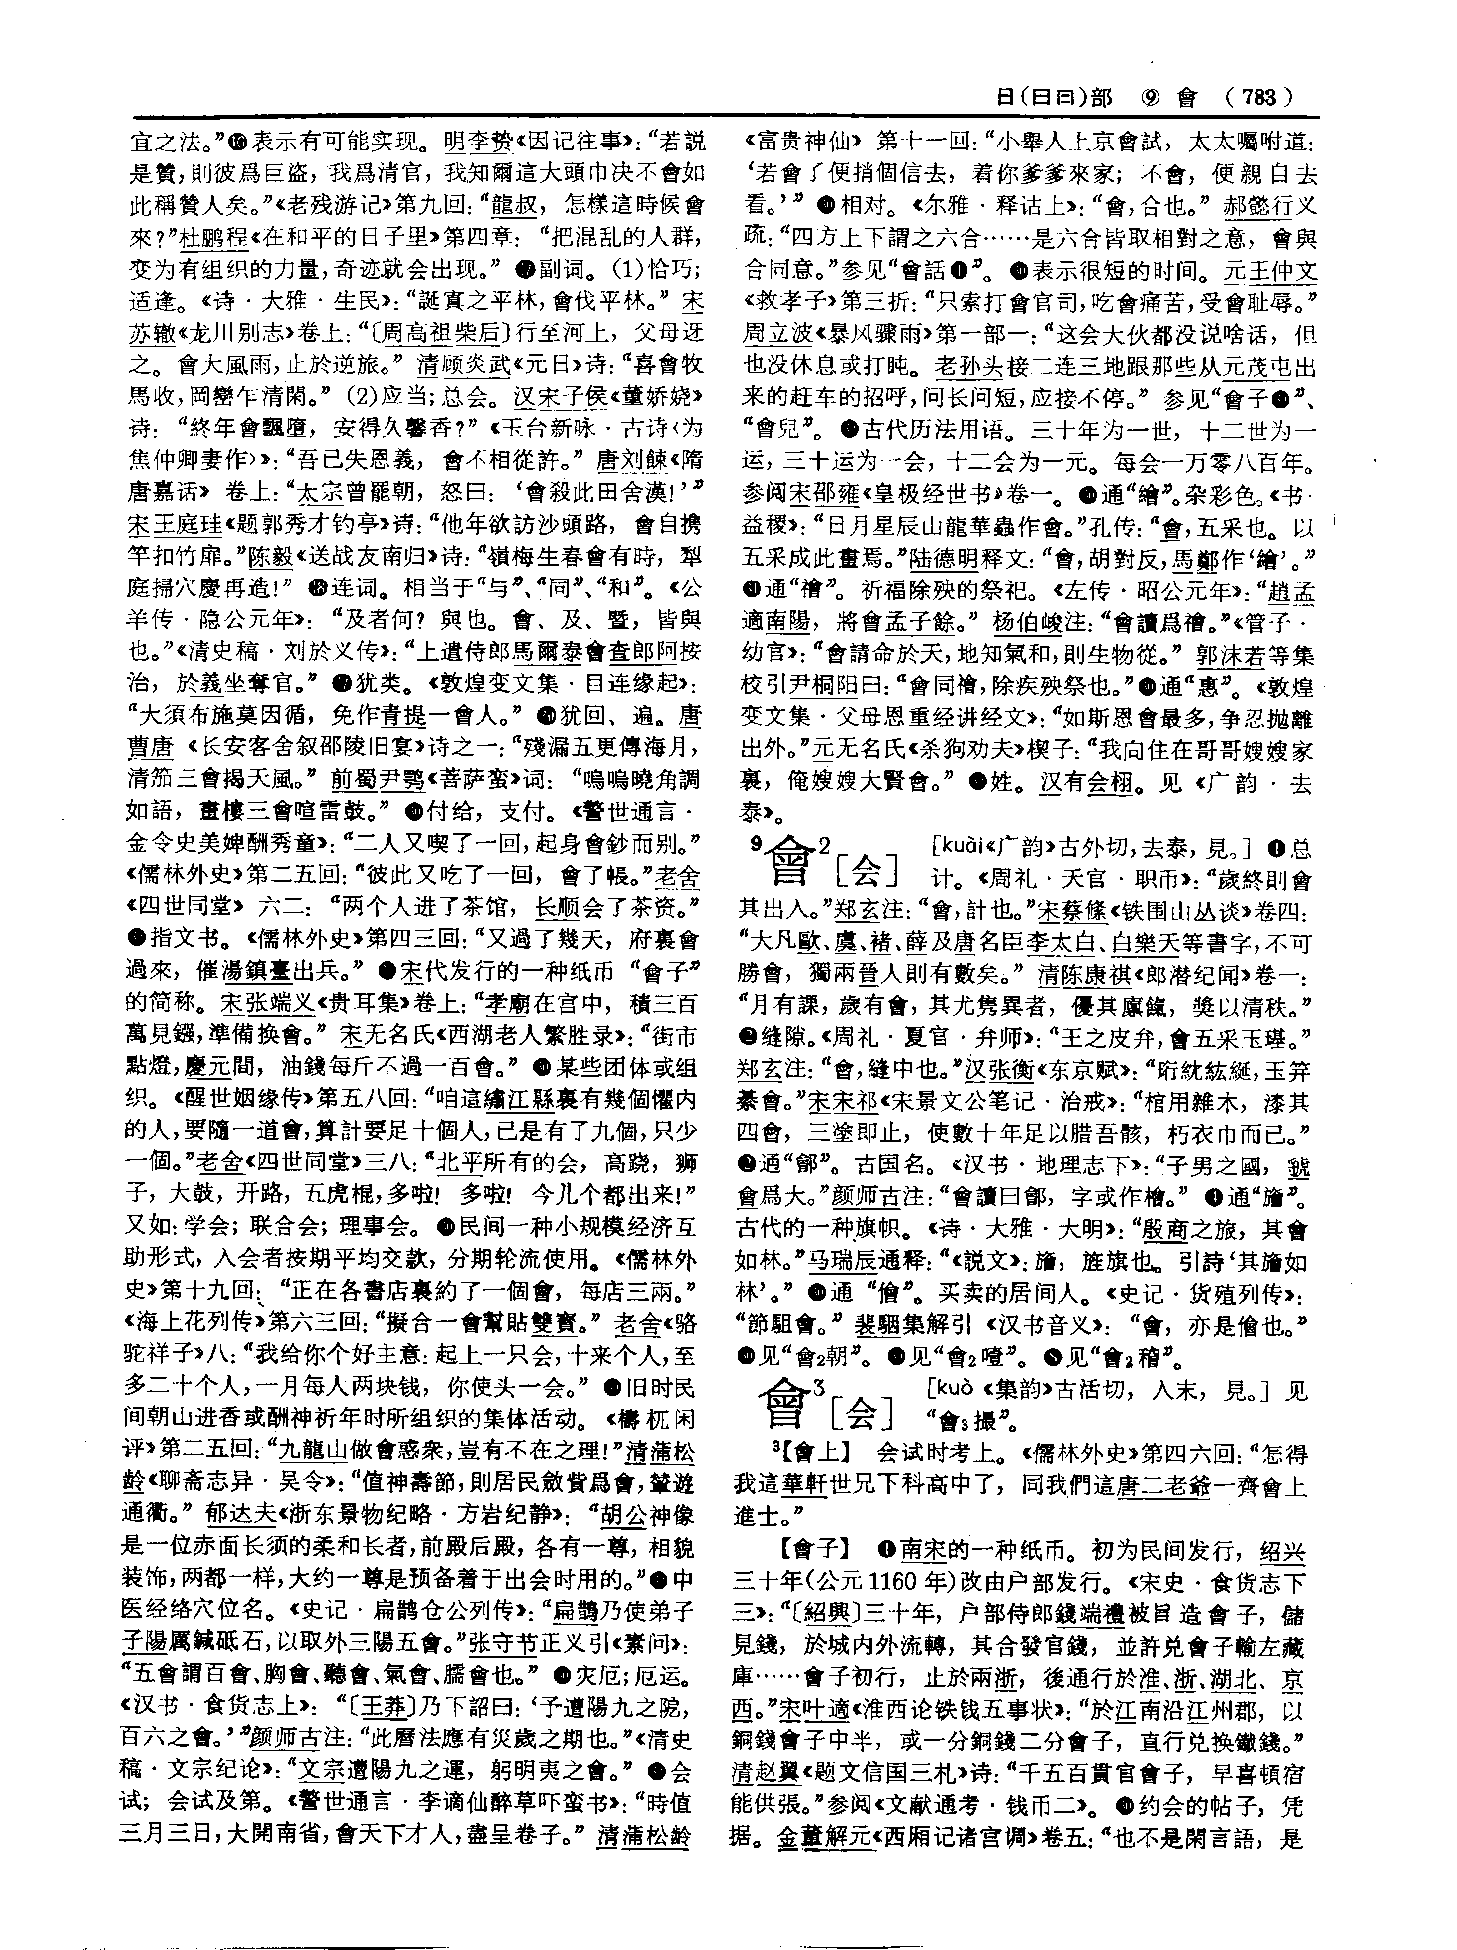 日(日曰)部 ⑨ 會 (783)
宜之法。”⓰表示有可能实现。明李贽《因记往事》：“若説
是贊，則彼爲巨盗，我爲清官，我知爾這大頭巾决不會如
此稱贊人矣。”《老残游记》第九回：“龍叔，怎樣這時候會
來？”杜鹏程《在和平的日子里》第四章：“把混乱的人群，
变为有组织的力量，奇迹就会出现。”⓱副词。(1)恰巧；
适逢。《诗·大雅·生民》：“誕寘之平林，會伐平林。”宋
苏辙《龙川别志》卷上：“〔周高祖柴后〕行至河上，父母迓
之。會大風雨，止於逆旅。”清顾炎武《元日》诗：“喜會牧
馬收，岡巒乍清閑。”(2)应当；总会。汉宋子侯《董娇娆》
诗：“終年會飄墮，安得久馨香？”《玉台新咏·古诗〈为
焦仲卿妻作〉》：“吾已失恩義，會不相從許。”唐刘餗《隋
唐嘉话》卷上：“太宗曾罷朝，怒曰：‘會殺此田舍漢！’”
宋王庭珪《题郭秀才钓亭》诗：“他年欲訪沙頭路，會自携
竿扣竹扉。”陈毅《送战友南归》诗：“嶺梅生春會有時，犁
庭掃穴慶再造！”⓲连词。相当于“与”、“同”、“和”。《公
羊传·隐公元年》：“及者何？與也。會、及、暨，皆與
也。”《清史稿·刘於义传》：“上遣侍郎馬爾泰會查郎阿按
治，於義坐奪官。”⓳犹类。《敦煌变文集·目连缘起》：
“大須布施莫因循，免作青提一會人。”⓴犹回、遍。唐
曹唐《长安客舍叙邵陵旧宴》诗之一：“殘漏五更傳海月，
清笳三會揭天風。”前蜀尹鹗《菩萨蛮》词：“嗚嗚曉角調
如語，畫樓三會喧雷鼓。”㉑付给，支付。《警世通言·
金令史美婢酬秀童》：“二人又喫了一回，起身會鈔而别。”
《儒林外史》第二五回：“彼此又吃了一回，會了帳。”老舍
《四世同堂》六二：“两个人进了茶馆，长顺会了茶资。”
㉒指文书。《儒林外史》第四三回：“又過了幾天，府裏會
過來，催湯鎮臺出兵。”㉓宋代发行的一种纸币“會子”
的简称。宋张端义《贵耳集》卷上：“孝廟在宫中，積三百
萬見鏹，準備换會。”宋无名氏《西湖老人繁胜录》：“街市
點燈，慶元間，油錢每斤不過一百會。”㉔某些团体或组
织。《醒世姻缘传》第五八回：“咱這繡江縣裏有幾個懼内
的人，要隨一道會，算計要足十個人，已是有了九個，只少
一個。”老舍《四世同堂》三八：“北平所有的会，高跷，狮
子，大鼓，开路，五虎棍，多啦！多啦！今儿个都出来！”
又如：学会；联合会；理事会。㉕民间一种小规模经济互
助形式，入会者按期平均交款，分期轮流使用。《儒林外
史》第十九回：“正在各書店裏約了一個會，每店三兩。”
《海上花列传》第六三回：“擬合一會幫貼雙寶。”老舍《骆
驼祥子》八：“我给你个好主意：起上一只会，十来个人，至
多二十个人，一月每人两块钱，你使头一会。”㉖旧时民
间朝山进香或酬神祈年时所组织的集体活动。《檮杌闲
评》第二五回：“九龍山做會惑衆，豈有不在之理！”清蒲松
龄《聊斋志异·吴令》：“值神壽節，則居民斂貲爲會，輦遊
通衢。”郁达夫《浙东景物纪略·方岩纪静》：“胡公神像
是一位赤面长须的柔和长者，前殿后殿，各有一尊，相貌
装饰，两都一样，大约一尊是预备着于出会时用的。”㉗中
医经络穴位名。《史记·扁鹊仓公列传》：“扁鵲乃使弟子
子陽厲鍼砥石，以取外三陽五會。”张守节正义引《素问》：
“五會謂百會、胸會、聽會、氣會、臑會也。”㉘灾厄；厄运。
《汉书·食货志上》：“〔王莽〕乃下詔曰：‘予遭陽九之阸，
百六之會。’”颜师古注：“此曆法應有災歲之期也。”《清史
稿·文宗纪论》：“文宗遭陽九之運，躬明夷之會。”㉙会
试；会试及第。《警世通言·李谪仙醉草吓蛮书》：“時值
三月三日，大開南省，會天下才人，盡呈卷子。”清蒲松龄
《富贵神仙》第十一回：“小舉人上京會試，太太囑咐道：
‘若會了便捎個信去，着你爹爹來家；不會，便親自去
看。’”㉚相对。《尔雅·释诂上》：“會，合也。”郝懿行义
疏：“四方上下謂之六合……是六合皆取相對之意，會與
合同意。”参见“會話❶”。㉛表示很短的时间。元王仲文
《救孝子》第三折：“只索打會官司，吃會痛苦，受會耻辱。”
周立波《暴风骤雨》第一部一：“这会大伙都没说啥话，但
也没休息或打盹。老孙头接二连三地跟那些从元茂屯出
来的赶车的招呼，问长问短，应接不停。”参见“會子”、
“會兒”。㉜古代历法用语。三十年为一世，十二世为一
运，三十运为一会，十二会为一元。每会一万零八百年。
参阅宋邵雍《皇极经世书》卷一。㉝通“繪”。杂彩色。《书·
益稷》：“日月星辰山龍華蟲作會。”孔传：“會，五采也。以
五采成此畫焉。”陆德明释文：“會，胡對反，馬鄭作‘繪’。”
㉞通“禬”。祈福除殃的祭祀。《左传·昭公元年》：“趙孟
適南陽，將會孟子餘。”杨伯峻注：“會讀爲禬。”《管子·
幼官》：“會請命於天，地知氣和，則生物從。”郭沫若等集
校引尹桐阳曰：“會同禬，除疾殃祭也。”㉟通“惠”。《敦煌
变文集·父母恩重经讲经文》：“如斯恩會最多，争忍抛離
出外。”元无名氏《杀狗劝夫》楔子：“我向住在哥哥嫂嫂家
裏，俺嫂嫂大賢會。”㊱姓。汉有会栩。见《广韵·去
泰》。
9會2[会] [kuài《广韵》古外切，去泰，見。]❶总
计。《周礼·天官·职币》：“歲終則會
其出入。”郑玄注：“會，計也。”宋蔡絛《铁围山丛谈》卷四：
“大凡歐、虞、褚、薛及唐名臣李太白、白樂天等書字，不可
勝會，獨兩晉人則有數矣。”清陈康祺《郎潜纪闻》卷一：
“月有課，歲有會，其尤雋異者，優其廩餼，奬以清秩。”
❷缝隙。《周礼·夏官·弁师》：“王之皮弁，會五采玉璂。”
郑玄注：“會，縫中也。”汉张衡《东京赋》：“珩紞紘綖，玉笄
綦會。”宋宋祁《宋景文公笔记·治戒》：“棺用雜木，漆其
四會，三塗即止，使數十年足以腊吾骸，朽衣巾而已。”
❸通“鄶”。古国名。《汉书·地理志下》：“子男之國，虢
會爲大。”颜师古注：“會讀曰鄶，字或作檜。”❹通“旝”。
古代的一种旗帜。《诗·大雅·大明》：“殷商之旅，其會
如林。”马瑞辰通释：“《説文》：旝，旌旗也。引詩‘其旝如
林’。”❺通“儈”。买卖的居间人。《史记·货殖列传》：
“節駔會。”裴駰集解引《汉书音义》：“會，亦是儈也。”
❻见“會2朝”。❼见“會2噎”。❽见“會2稽”。
會3[会] [kuò《集韵》古活切，入末，見。]见
“會3撮”。
3【會上】 会试时考上。《儒林外史》第四六回：“怎得
我這華軒世兄下科高中了，同我們這唐二老爺一齊會上
進士。”
【會子】 ❶南宋的一种纸币。初为民间发行，绍兴
三十年(公元1160年)改由户部发行。《宋史·食货志下
三》：“〔紹興〕三十年，户部侍郎錢端禮被旨造會子，儲
見錢，於城内外流轉，其合發官錢，並許兑會子輸左藏
庫……會子初行，止於兩浙，後通行於淮、浙、湖北、京
西。”宋叶適《淮西论铁钱五事状》：“於江南沿江州郡，以
銅錢會子中半，或一分銅錢二分會子，直行兑换鐵錢。”
清赵翼《题文信国三札》诗：“千五百貫官會子，早喜頓宿
能供張。”参阅《文献通考·钱币二》。❷约会的帖子，凭
据。金董解元《西厢记诸宫调》卷五：“也不是閑言語，是